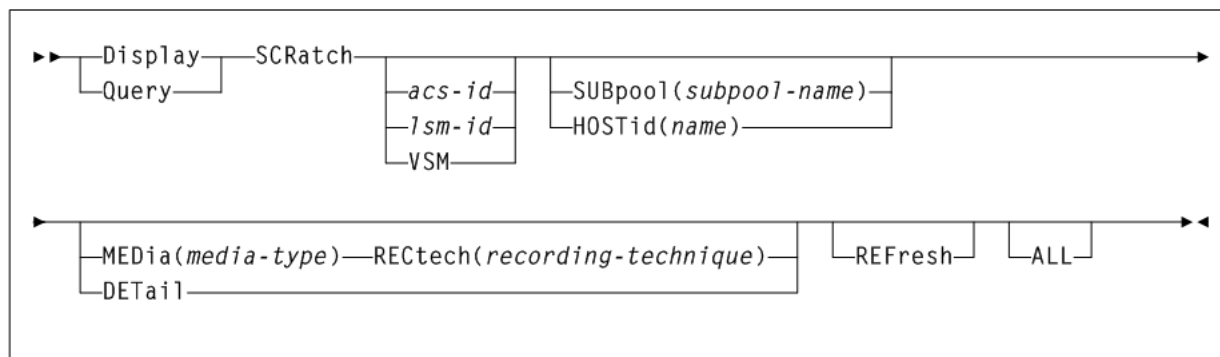 Display SCRatch
Query acs-id SUBpool(subpool-name)
lsm-id HOSTid(name)
VSM
MEDia(media-type) RECtech(recording-technique) REFresh ALL
DETail